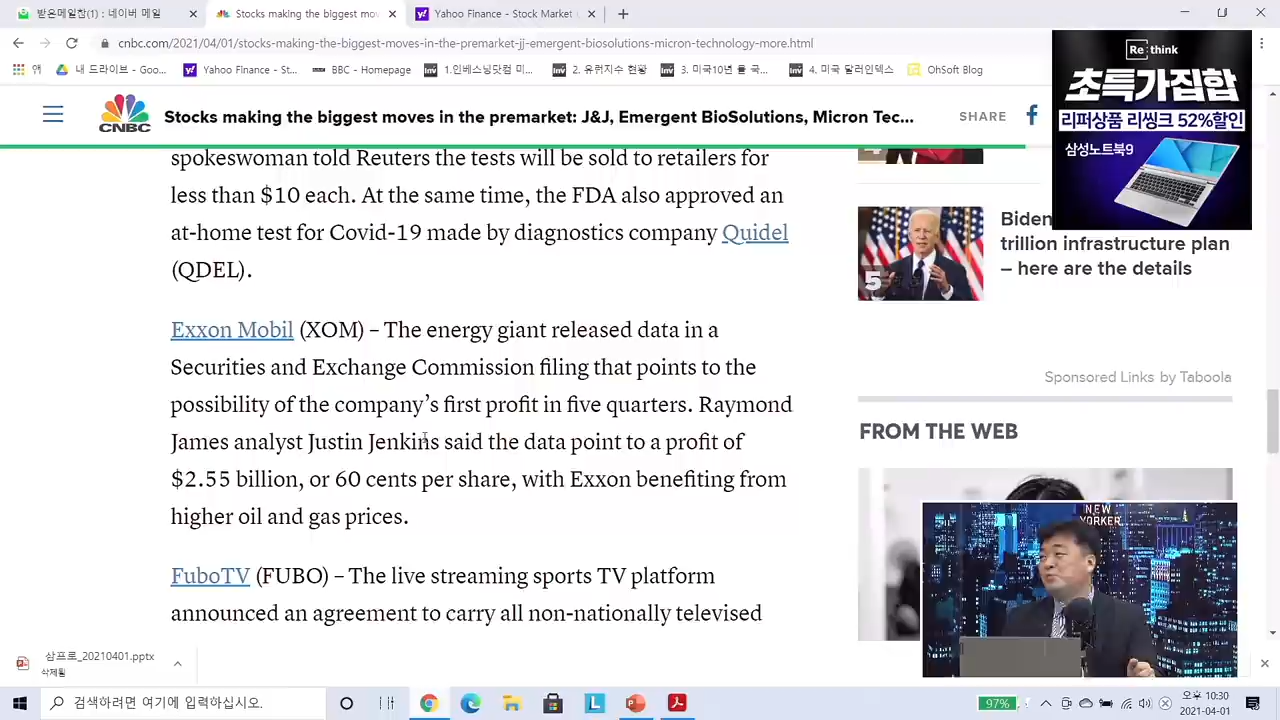 받은메일함(1) : 네이버 메일
Stocks making the biggest mov
Yahoo Finance - Stock Market
cnbc.com/2021/04/01/stocks-making-the-biggest-moves-in-the-premarket-jj-emergent-biosolutions-micron-technology-more.html
앱
내 드라이브 - Goo...
Yahoo Finance - St...
BBC - Homepage
1.인베스닝닷컴 미...
2. 유뤼지수 현황
3. 미국10년 율 국...
4. 미국 달러인텍스
OhSoft Blog
Re:think
초특가집합
리퍼상품 리씽크 52%할인
삼성노트북9
CNBC
Stocks making the biggest moves in the premarket: J&J, Emergent BioSolutions, Micron Tec...
SHARE
spokeswoman told Reuters the tests will be sold to retailers for
less than $10 each. At the same time, the FDA also approved an
at-home test for Covid-19 made by diagnostics company Quidel
(QDEL).
Exxon Mobil (XOM) – The energy giant released data in a
Securities and Exchange Commission filing that points to the
possibility of the company's first profit in five quarters. Raymond
James analyst Justin Jenkins said the data point to a profit of
$2.55 billion, or 60 cents per share, with Exxon benefiting from
higher oil and gas prices.
FuboTV (FUBO) – The live streaming sports TV platform
announced an agreement to carry all non-nationally televised
5
Biden
trillion infrastructure plan
– here are the details
Sponsored Links by Taboola
FROM THE WEB
NEW
YORKER
삼프로_20210401.pptx
삭제됨
검색하려면 여기에 입력하십시오.
97%
오후 10:30
2021-04-01